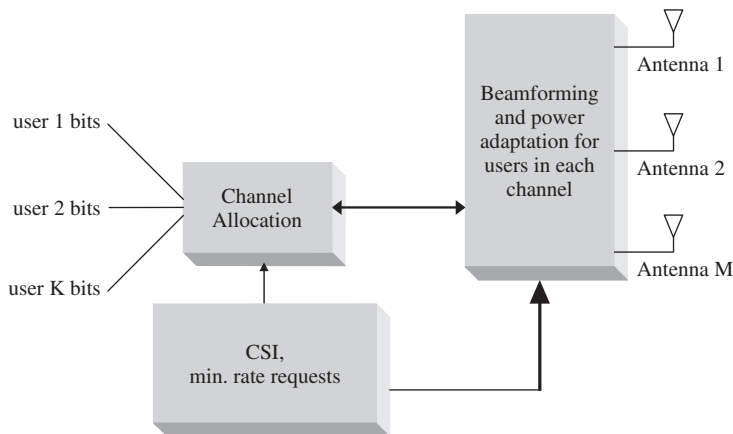 user 1 bits
user 2 bits
user K bits
Channel
Allocation
CSI,
min. rate requests
Beamforming
and power
adaptation for
users in each
channel
Antenna 1
Antenna 2
Antenna M